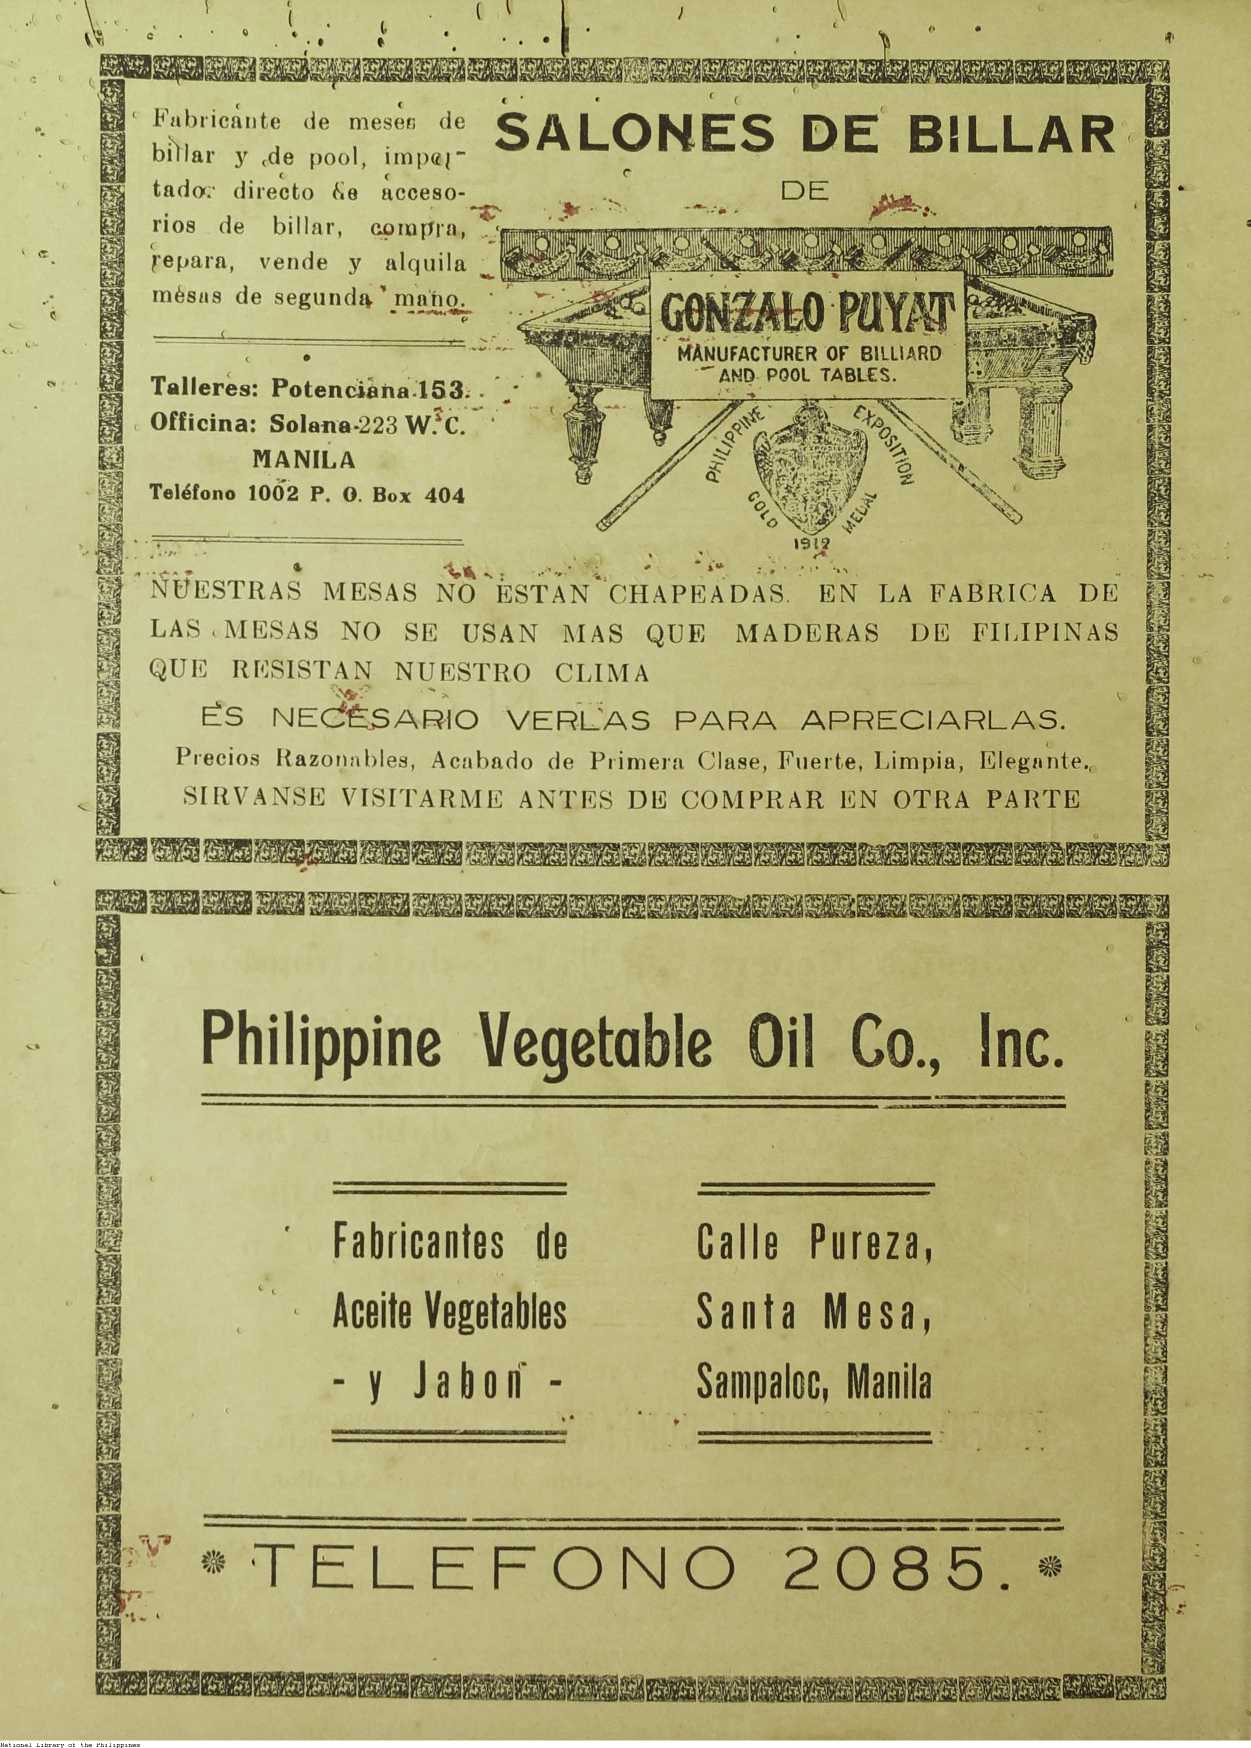 Fabricante de meses de
billar y de pool, impor-
tador directo de acceso-
rios de billar, compra,
repara, vende y alquila
mesas de segunda mano.
Talleres: Potenciana 153.
Officina: Solana-223 W. C.
MANILA
Teléfono 1002 P. O. Box 404
SALONES DE BILLAR
DE
GONZALO PUYAT
MANUFACTURER OF BILLIARD
AND POOL TABLES.
PHILIPPINE EXPOSITION
GOLD MEDAL
1912
NUESTRAS MESAS NO ESTAN CHAPEADAS. EN LA FABRICA DE
LAS MESAS NO SE USAN MAS QUE MADERAS DE FILIPINAS
QUE RESISTAN NUESTRO CLIMA
ES NECESARIO VERLAS PARA APRECIARLAS.
Precios Razonables, Acabado de Primera Clase, Fuerte, Limpia, Elegante.
SIRVANSE VISITARME ANTES DE COMPRAR EN OTRA PARTE
Philippine Vegetable Oil Co., Inc.
Fabricantes de
Aceite Vegetables
- y Jabon -
Calle Pureza,
Santa Mesa,
Sampaloc, Manila
TELEFONO 2085.
National Library of the Philippines